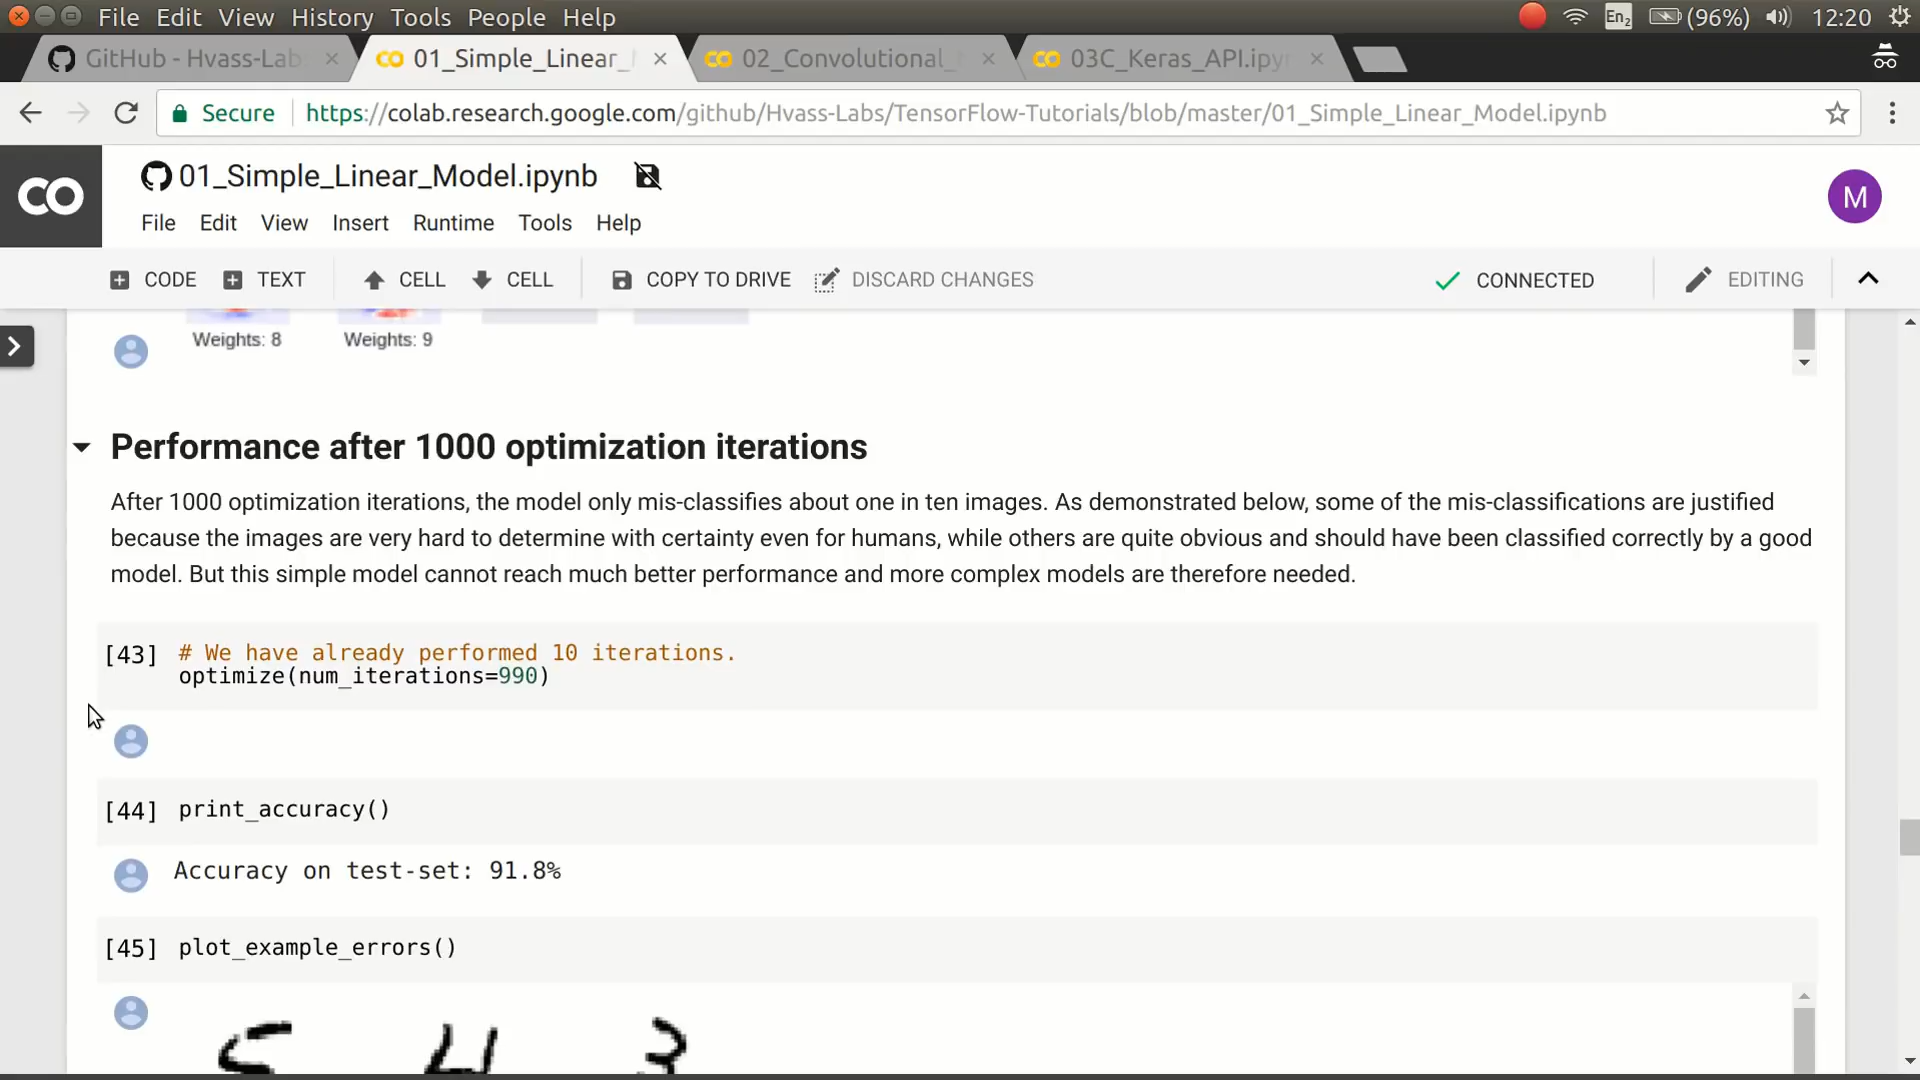 File Edit View History Tools People Help
En2 (96%) 12:20
GitHub - Hvass-Lab
01_Simple_Linear_
02_Convolutional_
03C_Keras_API.ipy
Secure https://colab.research.google.com/github/Hvass-Labs/TensorFlow-Tutorials/blob/master/01_Simple_Linear_Model.ipynb
CO
01_Simple_Linear_Model.ipynb
M
File Edit View Insert Runtime Tools Help
CODE TEXT CELL CELL COPY TO DRIVE DISCARD CHANGES CONNECTED EDITING
Weights: 8 Weights: 9
Performance after 1000 optimization iterations
After 1000 optimization iterations, the model only mis-classifies about one in ten images. As demonstrated below, some of the mis-classifications are justified
because the images are very hard to determine with certainty even for humans, while others are quite obvious and should have been classified correctly by a good
model. But this simple model cannot reach much better performance and more complex models are therefore needed.
[43] # We have already performed 10 iterations.
optimize(num_iterations=990)
[44] print_accuracy()
Accuracy on test-set: 91.8%
[45] plot_example_errors()